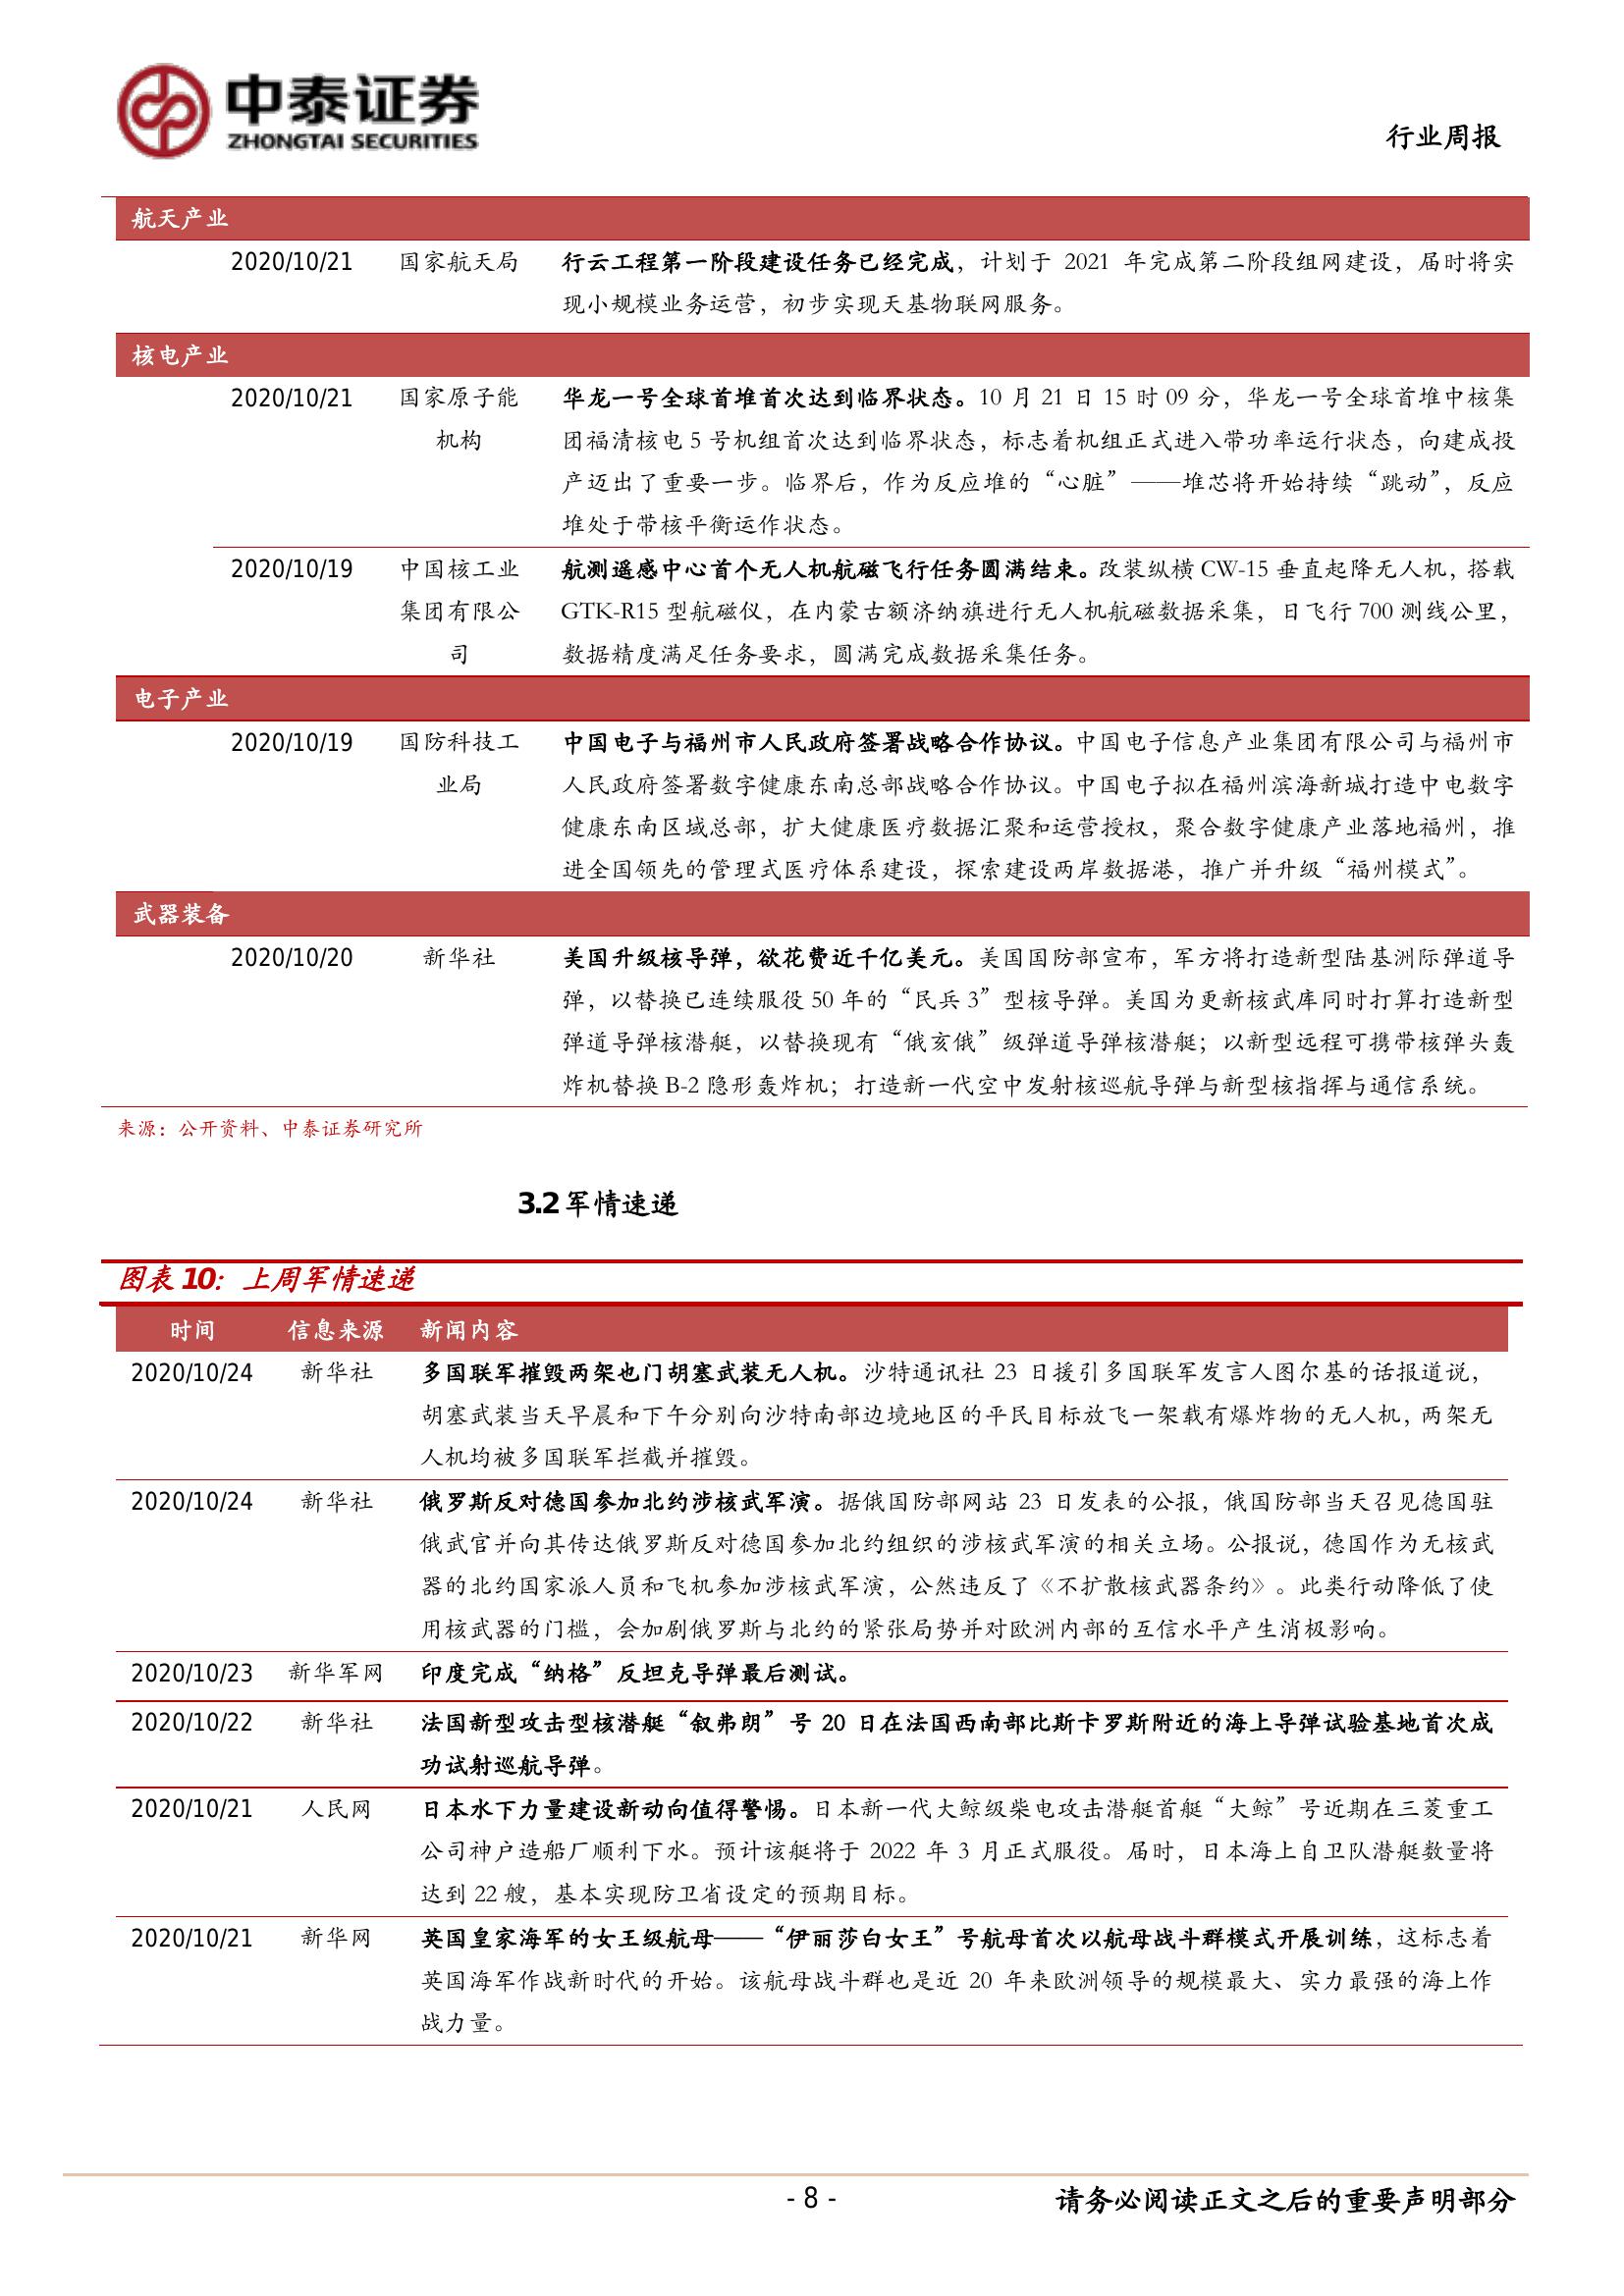 中泰证券
ZHONGTAI SECURITIES
行业周报
航天产业
2020/10/21 国家航天局 行云工程第一阶段建设任务已经完成，计划于 2021 年完成第二阶段组网建设，届时将实
现小规模业务运营，初步实现天基物联网服务。
核电产业
2020/10/21 国家原子能 华龙一号全球首堆首次达到临界状态。10 月 21 日 15 时 09 分，华龙一号全球首堆中核集
机构 团福清核电 5 号机组首次达到临界状态，标志着机组正式进入带功率运行状态，向建成投
产迈出了重要一步。临界后，作为反应堆的“心脏”——堆芯将开始持续“跳动”，反应
堆处于带核平衡运作状态。
2020/10/19 中国核工业 航测遥感中心首个无人机航磁飞行任务圆满结束。改装纵横 CW-15 垂直起降无人机，搭载
集团有限公 GTK-R15 型航磁仪，在内蒙古额济纳旗进行无人机航磁数据采集，日飞行 700 测线公里，
司 数据精度满足任务要求，圆满完成数据采集任务。
电子产业
2020/10/19 国防科技工 中国电子与福州市人民政府签署战略合作协议。中国电子信息产业集团有限公司与福州市
业局 人民政府签署数字健康东南总部战略合作协议。中国电子拟在福州滨海新城打造中电数字
健康东南区域总部，扩大健康医疗数据汇聚和运营授权，聚合数字健康产业落地福州，推
进全国领先的管理式医疗体系建设，探索建设两岸数据港，推广并升级“福州模式”。
武器装备
2020/10/20 新华社 美国升级核导弹，欲花费近千亿美元。美国国防部宣布，军方将打造新型陆基洲际弹道导
弹，以替换已连续服役 50 年的“民兵 3”型核导弹。美国为更新核武库同时打算打造新型
弹道导弹核潜艇，以替换现有“俄亥俄”级弹道导弹核潜艇；以新型远程可携带核弹头轰
炸机替换 B-2 隐形轰炸机；打造新一代空中发射核巡航导弹与新型核指挥与通信系统。
来源：公开资料、中泰证券研究所
3.2 军情速递
图表 10：上周军情速递
时间 信息来源 新闻内容
2020/10/24 新华社 多国联军摧毁两架也门胡塞武装无人机。沙特通讯社 23 日援引多国联军发言人图尔基的话报道说，
胡塞武装当天早晨和下午分别向沙特南部边境地区的平民目标放飞一架载有爆炸物的无人机，两架无
人机均被多国联军拦截并摧毁。
2020/10/24 新华社 俄罗斯反对德国参加北约涉核武军演。据俄国防部网站 23 日发表的公报，俄国防部当天召见德国驻
俄武官并向其传达俄罗斯反对德国参加北约组织的涉核武军演的相关立场。公报说，德国作为无核武
器的北约国家派人员和飞机参加涉核武军演，公然违反了《不扩散核武器条约》。此类行动降低了使
用核武器的门槛，会加剧俄罗斯与北约的紧张局势并对欧洲内部的互信水平产生消极影响。
2020/10/23 新华军网 印度完成“纳格”反坦克导弹最后测试。
2020/10/22 新华社 法国新型攻击型核潜艇“叙弗朗”号 20 日在法国西南部比斯卡罗斯附近的海上导弹试验基地首次成
功试射巡航导弹。
2020/10/21 人民网 日本水下力量建设新动向值得警惕。日本新一代大鲸级柴电攻击潜艇首艇“大鲸”号近期在三菱重工
公司神户造船厂顺利下水。预计该艇将于 2022 年 3 月正式服役。届时，日本海上自卫队潜艇数量将
达到 22 艘，基本实现防卫省设定的预期目标。
2020/10/21 新华网 英国皇家海军的女王级航母——“伊丽莎白女王”号航母首次以航母战斗群模式开展训练，这标志着
英国海军作战新时代的开始。该航母战斗群也是近 20 年来欧洲领导的规模最大、实力最强的海上作
战力量。
- 8 -
请务必阅读正文之后的重要声明部分